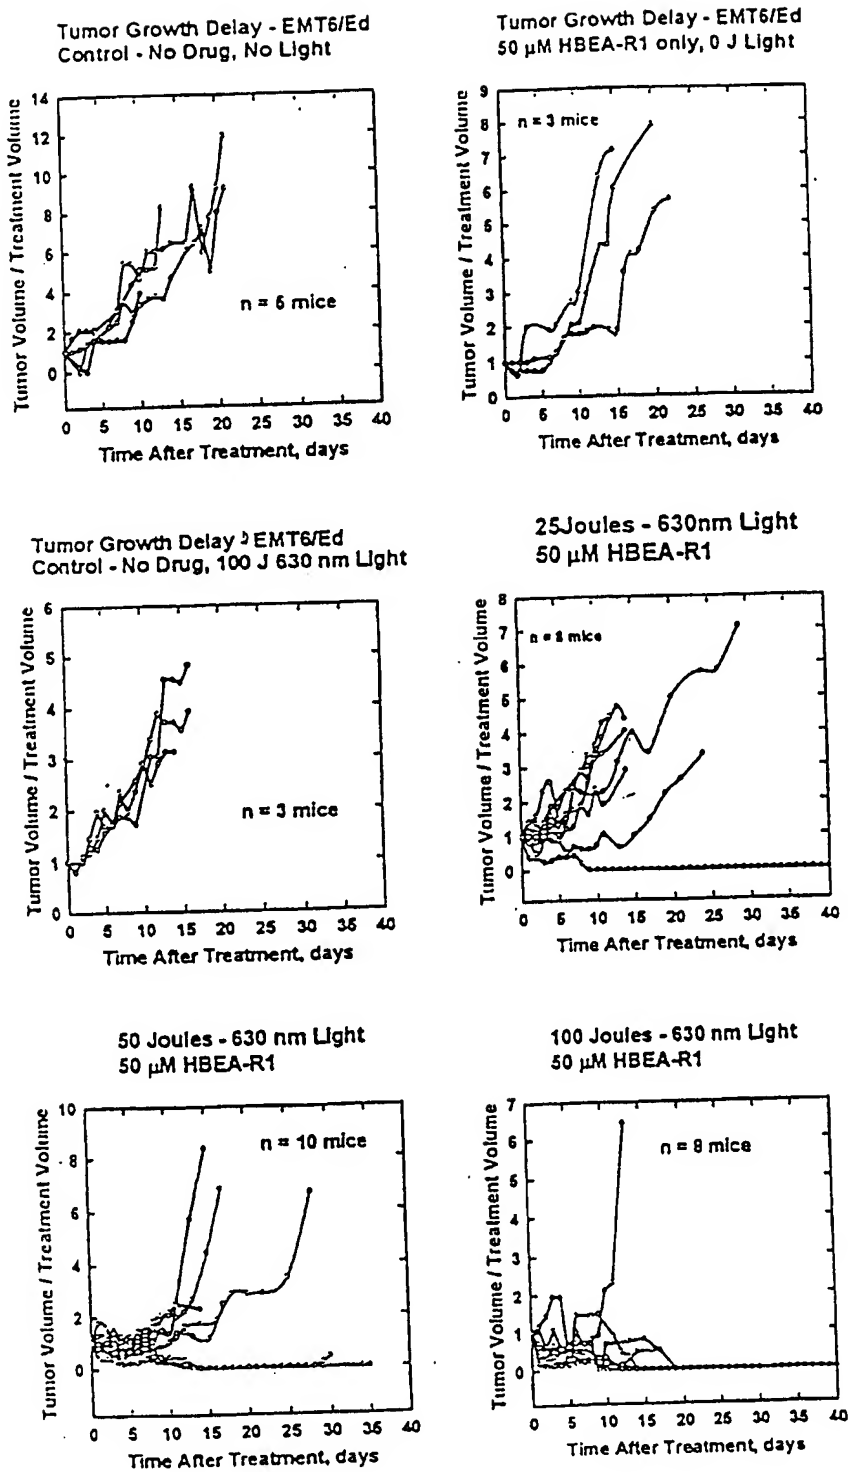 Tumor Growth Delay - EMT6/Ed
Control - No Drug, No Light
Tumor Volume / Treatment Volume
14
12
10
8
6
4
2
0
n = 6 mice
0 5 10 15 20 25 30 35 40
Time After Treatment, days
Tumor Growth Delay - EMT6/Ed
50 µM HBEA-R1 only, 0 J Light
Tumor Volume / Treatment Volume
9
8
7
6
5
4
3
2
1
0
n = 3 mice
0 5 10 15 20 25 30 35 40
Time After Treatment, days
Tumor Growth Delay EMT6/Ed
Control - No Drug, 100 J 630 nm Light
Tumor Volume / Treatment Volume
6
5
4
3
2
1
0
n = 3 mice
0 5 10 15 20 25 30 35 40
Time After Treatment, days
25Joules - 630nm Light
50 µM HBEA-R1
Tumor Volume / Treatment Volume
8
7
6
5
4
3
2
1
0
n = 8 mice
0 5 10 15 20 25 30 35 40
Time After Treatment, days
50 Joules - 630 nm Light
50 µM HBEA-R1
Tumor Volume / Treatment Volume
10
8
6
4
2
0
n = 10 mice
0 5 10 15 20 25 30 35 40
Time After Treatment, days
100 Joules - 630 nm Light
50 µM HBEA-R1
Tumor Volume / Treatment Volume
7
6
5
4
3
2
1
0
n = 8 mice
0 5 10 15 20 25 30 35 40
Time After Treatment, days